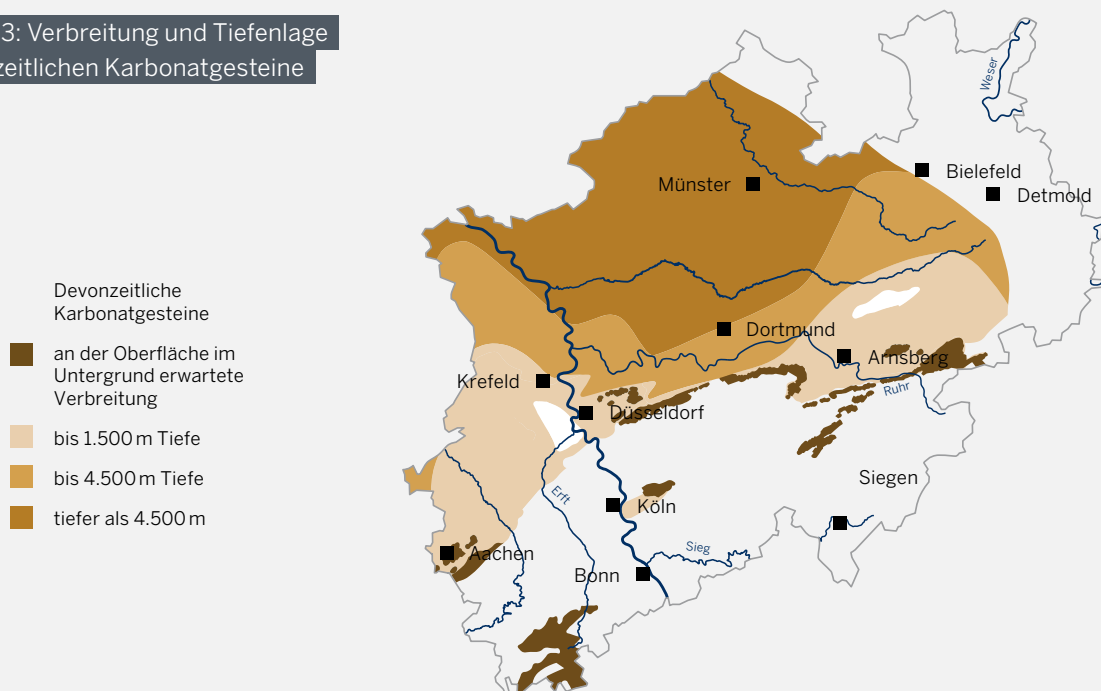 3: Verbreitung und Tiefenlage
zeitlichen Karbonatgesteine
Devonzeitliche
Karbonatgesteine
an der Oberfläche im
Untergrund erwartete
Verbreitung
bis 1.500 m Tiefe
bis 4.500 m Tiefe
tiefer als 4.500 m
Weser
Bielefeld
Münster
Detmold
Dortmund
Arnsberg
Krefeld
Ruhr
Düsseldorf
Siegen
Erft
Köln
Sieg
Aachen
Bonn